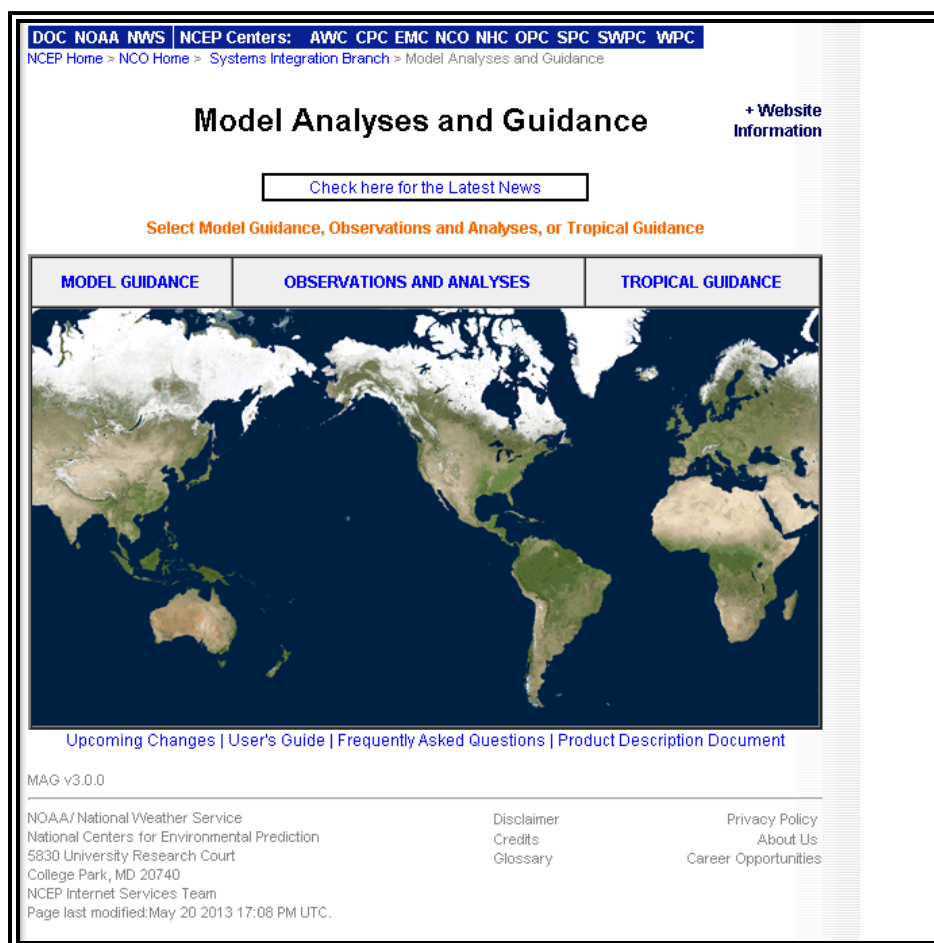 DOC NOAA NWS NCEP Centers: AWC CPC EMC NCO NHC OPC SPC SWPC WPC
NCEP Home > NCO Home > Systems Integration Branch > Model Analyses and Guidance
Model Analyses and Guidance
+ Website
Information
Check here for the Latest News
Select Model Guidance, Observations and Analyses, or Tropical Guidance
MODEL GUIDANCE OBSERVATIONS AND ANALYSES TROPICAL GUIDANCE
Upcoming Changes | User's Guide | Frequently Asked Questions | Product Description Document
MAG v3.0.0
NOAA/ National Weather Service
National Centers for Environmental Prediction
5830 University Research Court
College Park, MD 20740
NCEP Internet Services Team
Page last modified:May 20 2013 17:08 PM UTC.
Disclaimer
Credits
Glossary
Privacy Policy
About Us
Career Opportunities